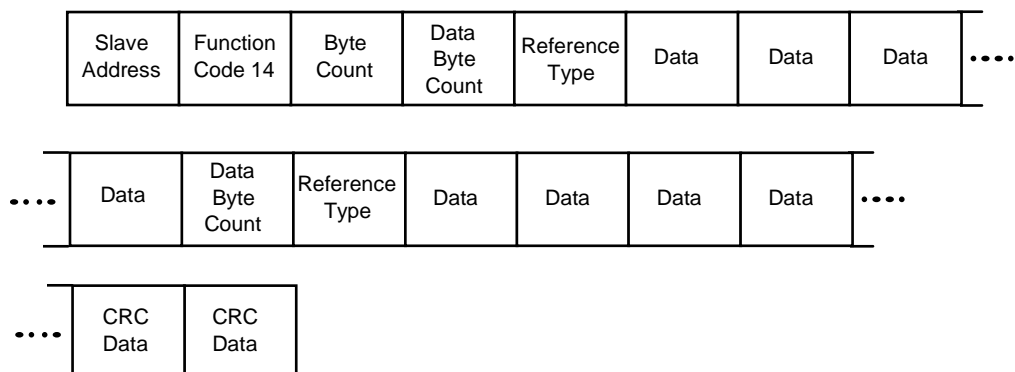 Slave Address
Function Code 14
Byte Count
Data Byte Count
Reference Type
Data
Data
Data
Data
Data Byte Count
Reference Type
Data
Data
Data
Data
CRC Data
CRC Data